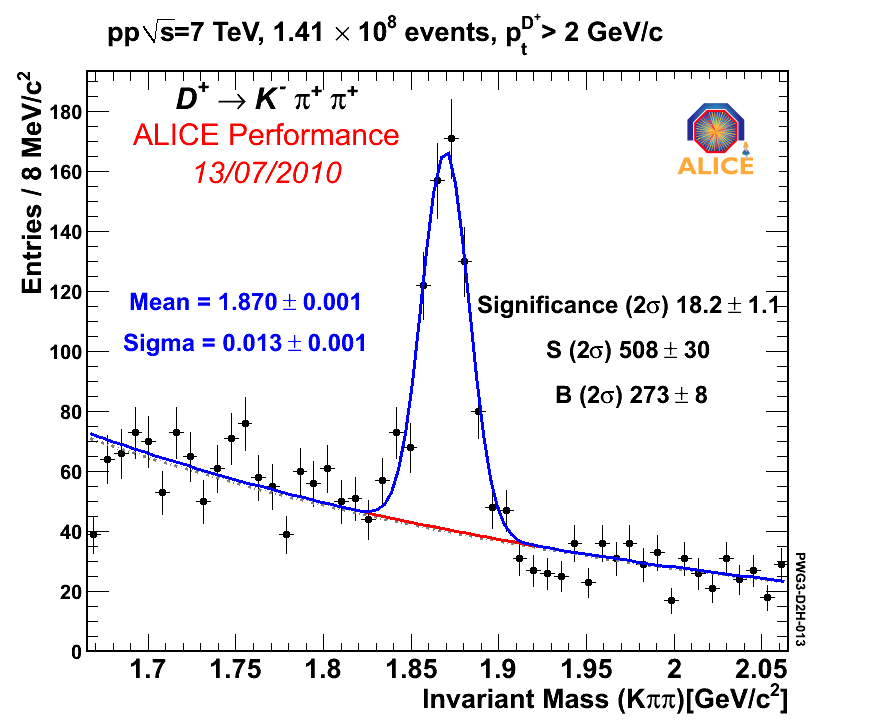 pp√s=7 TeV, 1.41 × 10⁸ events, pₜᴰ⁺> 2 GeV/c
D⁺ → K⁻ π⁺ π⁺
ALICE Performance
13/07/2010
ALICE
Mean = 1.870 ± 0.001
Sigma = 0.013 ± 0.001
Significance (2σ) 18.2 ± 1.1
S (2σ) 508 ± 30
B (2σ) 273 ± 8
Entries / 8 MeV/c²
180
160
140
120
100
80
60
40
20
0
1.7 1.75 1.8 1.85 1.9 1.95 2 2.05
Invariant Mass (Kππ)[GeV/c²]
PWG3-D2H-013